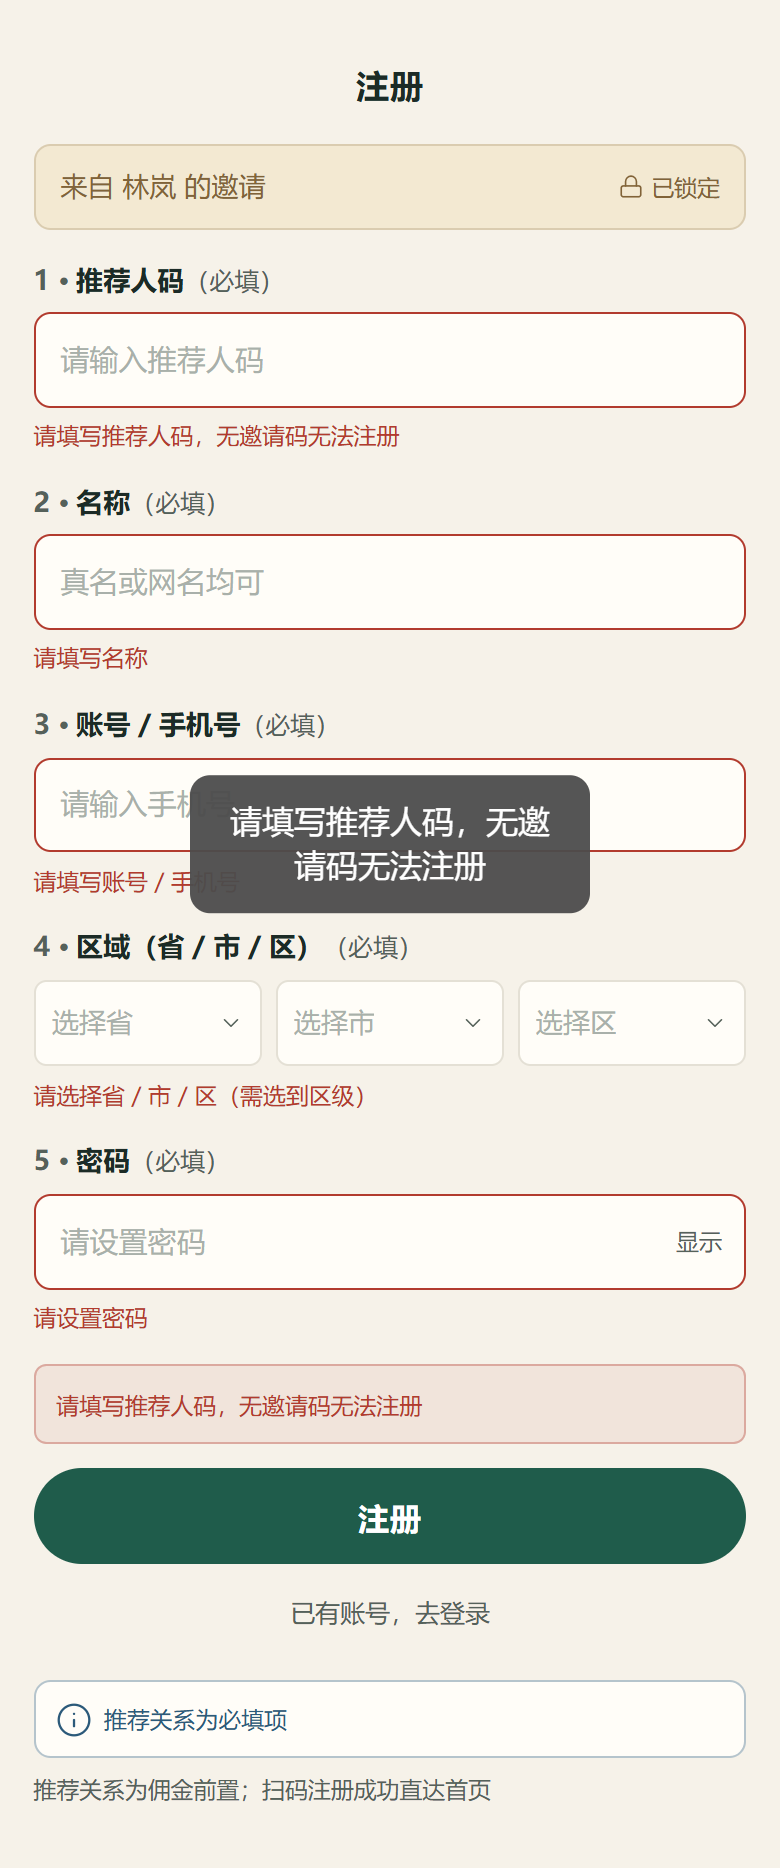 注册
来自 林岚 的邀请
已锁定
1 • 推荐人码（必填）
请输入推荐人码
请填写推荐人码，无邀请码无法注册
2 • 名称（必填）
真名或网名均可
请填写名称
3 • 账号 / 手机号（必填）
请输入手机号
请填写推荐人码，无邀
请码无法注册
请填写账号 / 手机号
4 • 区域（省 / 市 / 区）（必填）
选择省
选择市
选择区
请选择省 / 市 / 区（需选到区级）
5 • 密码（必填）
请设置密码
显示
请设置密码
请填写推荐人码，无邀请码无法注册
注册
已有账号，去登录
推荐关系为必填项
推荐关系为佣金前置；扫码注册成功直达首页